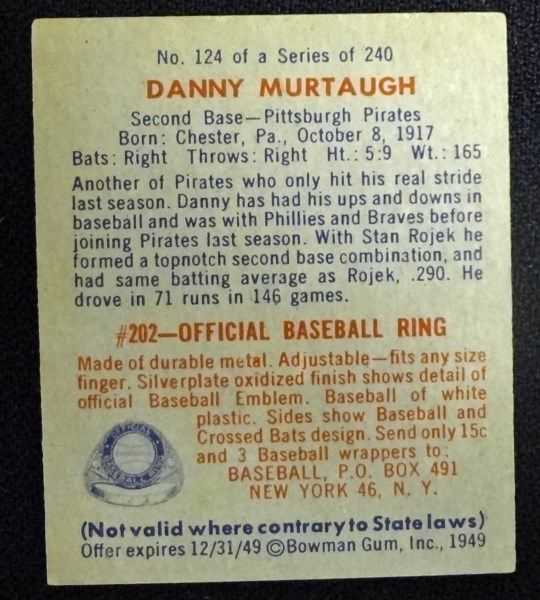 No. 124 of a Series of 240
DANNY MURTAUGH
Second Base—Pittsburgh Pirates
Born: Chester, Pa., October 8, 1917
Bats: Right Throws: Right Ht.: 5:9 Wt.: 165
Another of Pirates who only hit his real stride
last season. Danny has had his ups and downs in
baseball and was with Phillies and Braves before
joining Pirates last season. With Stan Rojek he
formed a topnotch second base combination, and
had same batting average as Rojek, .290. He
drove in 71 runs in 146 games.
#202—OFFICIAL BASEBALL RING
Made of durable metal. Adjustable—fits any size
finger. Silverplate oxidized finish shows detail of
official Baseball Emblem. Baseball of white
plastic. Sides show Baseball and
Crossed Bats design. Send only 15c
and 3 Baseball wrappers to:
BASEBALL, P.O. BOX 491
NEW YORK 46, N. Y.
OFFICIAL
BASEBALL RING
(Not valid where contrary to State laws)
Offer expires 12/31/49 ©Bowman Gum, Inc., 1949